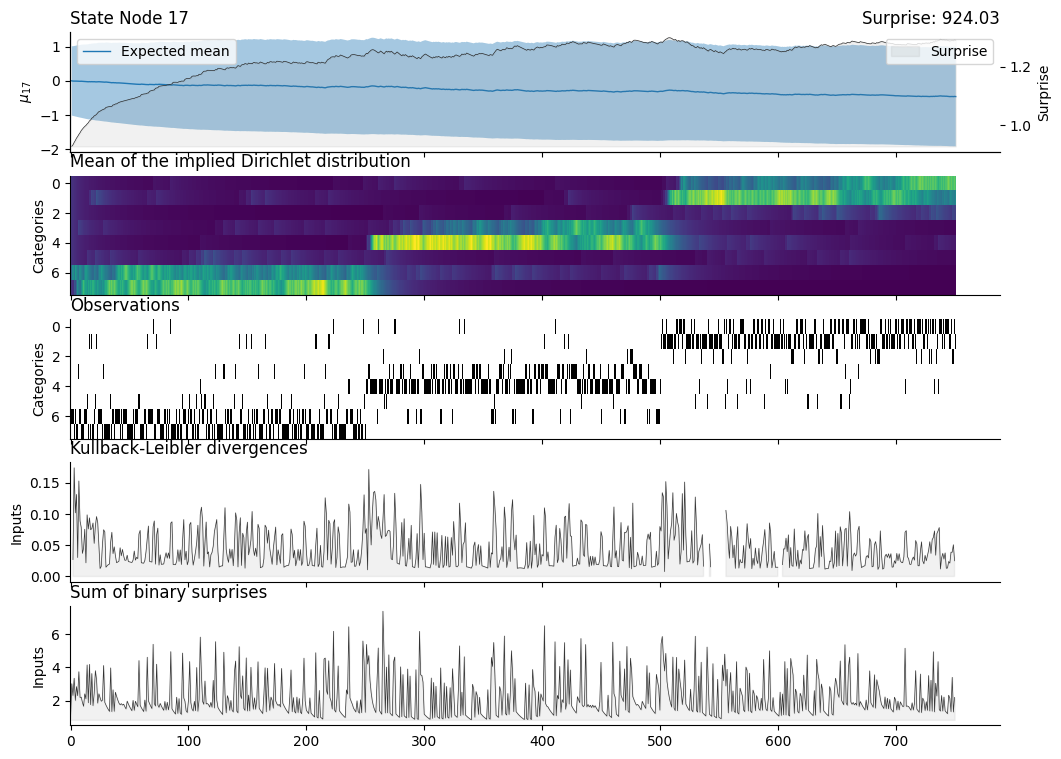 State Node 17
Surprise: 924.03
Expected mean
Surprise
1
0
−1
−2
μ17
1.2
1.0
Surprise
Mean of the implied Dirichlet distribution
0
2
4
6
Categories
Observations
0
2
4
6
Categories
Kullback-Leibler divergences
0.15
0.10
0.05
0.00
Inputs
Sum of binary surprises
6
4
2
Inputs
0
100
200
300
400
500
600
700